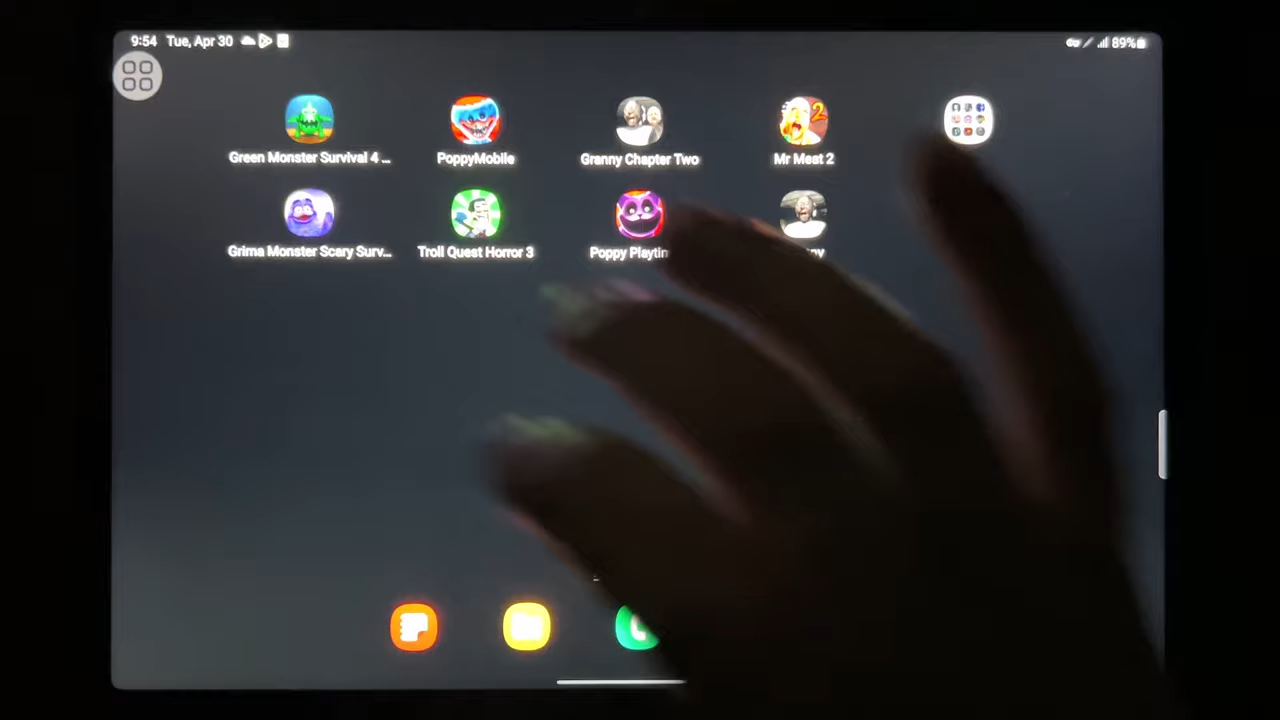 9:54 Tue, Apr 30
89%
Green Monster Survival 4 ...
PoppyMobile
Granny Chapter Two
Mr Meat 2
2
Grima Monster Scary Surv...
Troll Quest Horror 3
Poppy